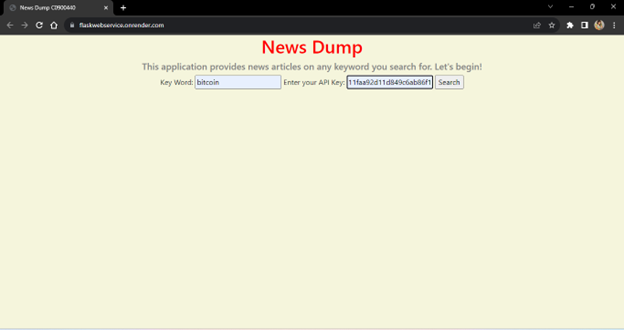 News Dump C0900440
flaskwebservice.onrender.com
News Dump
This application provides news articles on any keyword you search for. Let's begin!
Key Word: bitcoin Enter your API Key: 11faa92d11d849c6ab86f1 Search